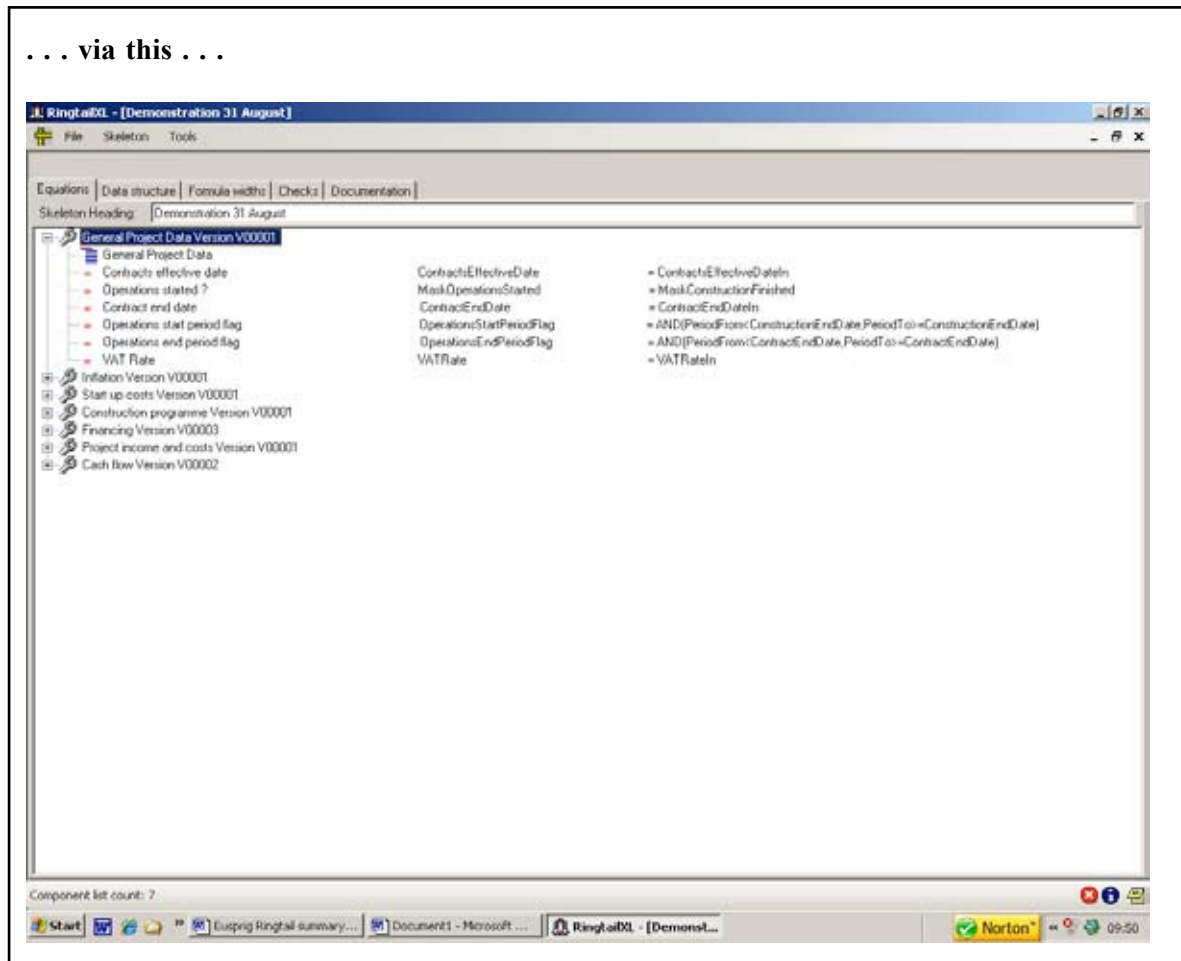 . . . via this . . .
RingtailXL - [Demonstration 31 August]
File Skeleton Tools
Equations Data structure Formula widths Checks Documentation
Skeleton Heading: Demonstration 31 August
General Project Data Version V00001
General Project Data
Contracts effective date ContractsEffectiveDate = ContractsEffectiveDateIn
Operations started ? MaskOperationsStarted = MaskConstructionFinished
Contract end date ContractEndDate = ContractEndDateIn
Operations start period flag OperationsStartPeriodFlag = AND(PeriodFrom<ConstructionEndDate,PeriodTo>=ConstructionEndDate)
Operations end period flag OperationsEndPeriodFlag = AND(PeriodFrom<ContractEndDate,PeriodTo>=ContractEndDate)
VAT Rate VATRate = VATRateIn
Inflation Version V00001
Start up costs Version V00001
Construction programme Version V00001
Financing Version V00003
Project income and costs Version V00001
Cash flow Version V00002
Component list count: 7
Start Eusprig Ringtail summary... Document1 - Microsoft ... RingtailXL - [Demonst... Norton 09:50